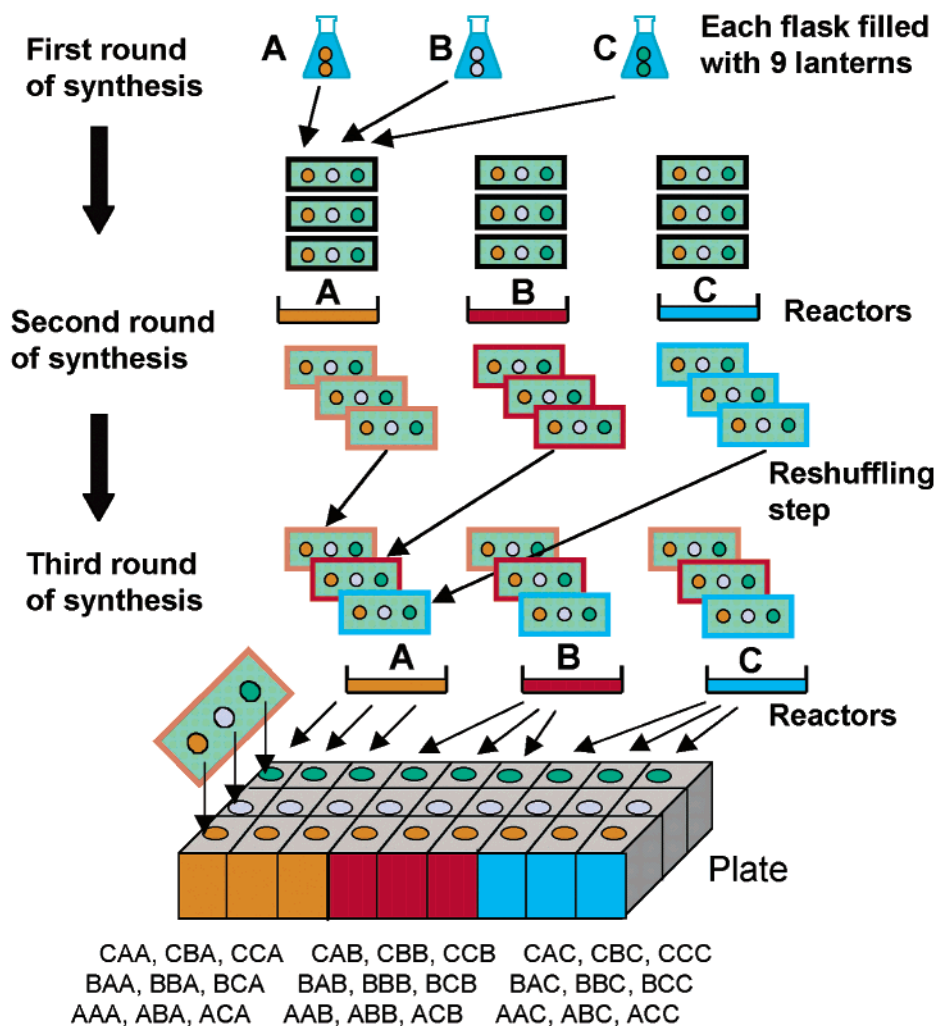 First round
of synthesis
A
B
C
Each flask filled
with 9 lanterns
A
B
C
Reactors
Second round
of synthesis
Reshuffling
step
Third round
of synthesis
A
B
C
Reactors
Plate
CAA, CBA, CCA CAB, CBB, CCB CAC, CBC, CCC
BAA, BBA, BCA BAB, BBB, BCB BAC, BBC, BCC
AAA, ABA, ACA AAB, ABB, ACB AAC, ABC, ACC